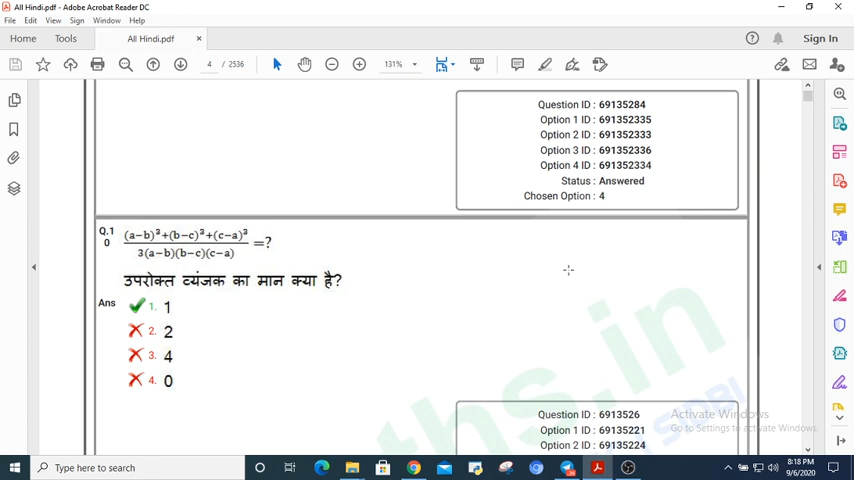 All Hindi.pdf - Adobe Acrobat Reader DC
File Edit View Sign Window Help
Home Tools All Hindi.pdf × Sign In
4 / 2536 131%
Question ID : 69135284
Option 1 ID : 691352335
Option 2 ID : 691352333
Option 3 ID : 691352336
Option 4 ID : 691352334
Status : Answered
Chosen Option : 4
Q.1
0
(a−b)³+(b−c)³+(c−a)³
3(a−b)(b−c)(c−a)
=?
उपरोक्त व्यंजक का मान क्या है?
Ans
1. 1
2. 2
3. 4
4. 0
ths.in
Question ID : 6913526
Option 1 ID : 69135221
Option 2 ID : 69135224
Activate Windows
Go to Settings to activate Windows.
Type here to search
8:18 PM
9/6/2020